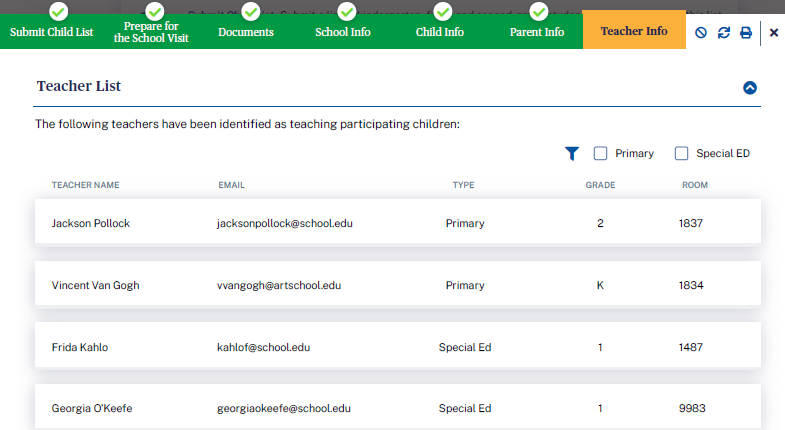 Submit Child List
Prepare for
the School Visit
Documents
School Info
Child Info
Parent Info
Teacher Info
Teacher List
The following teachers have been identified as teaching participating children:
Primary
Special ED
TEACHER NAME EMAIL TYPE GRADE ROOM
Jackson Pollock jacksonpollock@school.edu Primary 2 1837
Vincent Van Gogh vvangogh@artschool.edu Primary K 1834
Frida Kahlo kahlof@school.edu Special Ed 1 1487
Georgia O'Keefe georgiaokeefe@school.edu Special Ed 1 9983